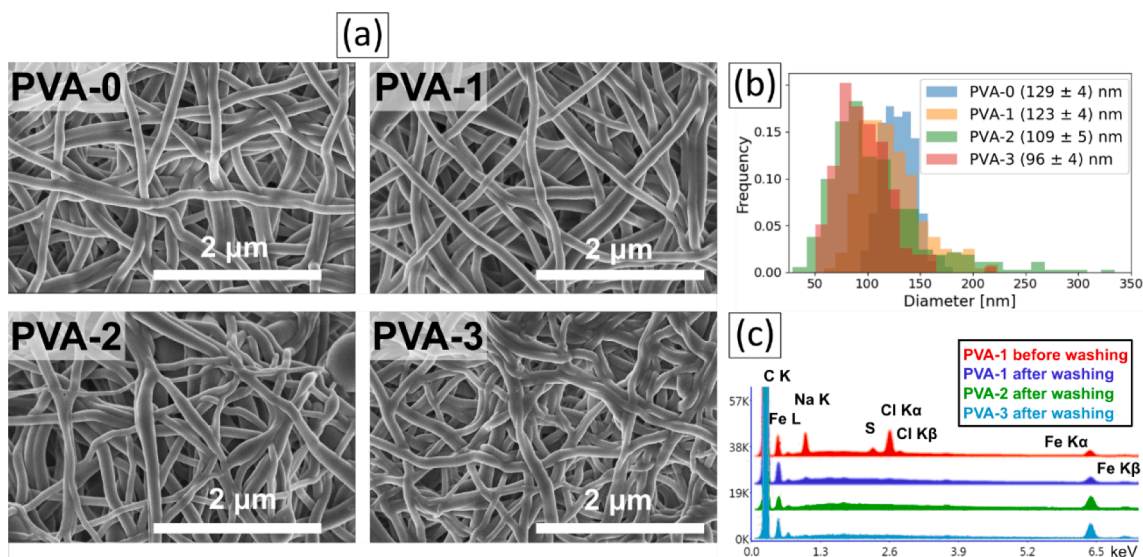 (a)
PVA-0
2 μm
PVA-1
2 μm
PVA-2
2 μm
PVA-3
2 μm
(b)
PVA-0 (129 ± 4) nm
PVA-1 (123 ± 4) nm
PVA-2 (109 ± 5) nm
PVA-3 (96 ± 4) nm
Frequency
0.15
0.10
0.05
0.00
50 100 150 200 250 300 350
Diameter [nm]
(c)
PVA-1 before washing
PVA-1 after washing
PVA-2 after washing
PVA-3 after washing
C K
Fe L
Na K
S
Cl Kα
Cl Kβ
Fe Kα
Fe Kβ
57K
38K
19K
0K
0.0 1.3 2.6 3.9 5.2 6.5 keV